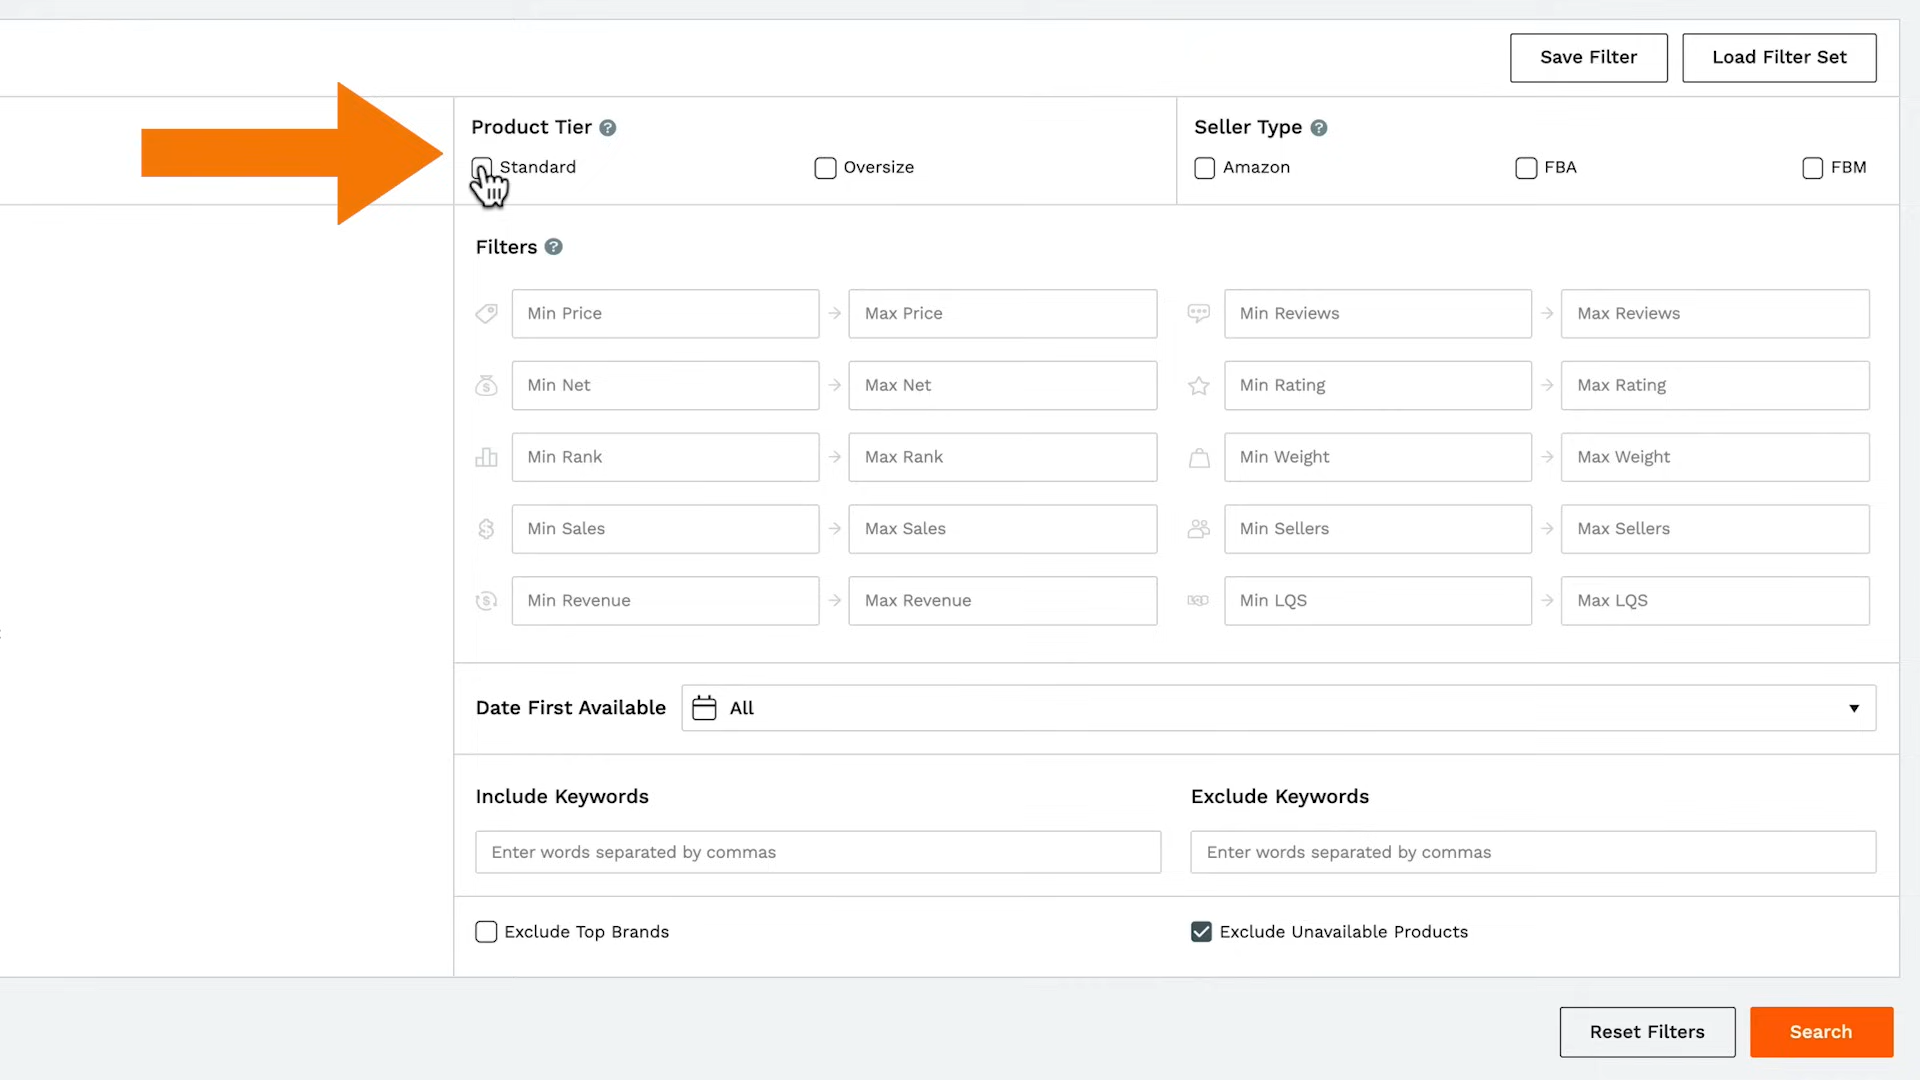 Save Filter
Load Filter Set
Product Tier ?
Seller Type ?
Standard
Oversize
Amazon
FBA
FBM
Filters ?
Min Price
Max Price
Min Reviews
Max Reviews
Min Net
Max Net
Min Rating
Max Rating
Min Rank
Max Rank
Min Weight
Max Weight
Min Sales
Max Sales
Min Sellers
Max Sellers
Min Revenue
Max Revenue
Min LQS
Max LQS
Date First Available
All
Include Keywords
Exclude Keywords
Enter words separated by commas
Enter words separated by commas
Exclude Top Brands
Exclude Unavailable Products
Reset Filters
Search